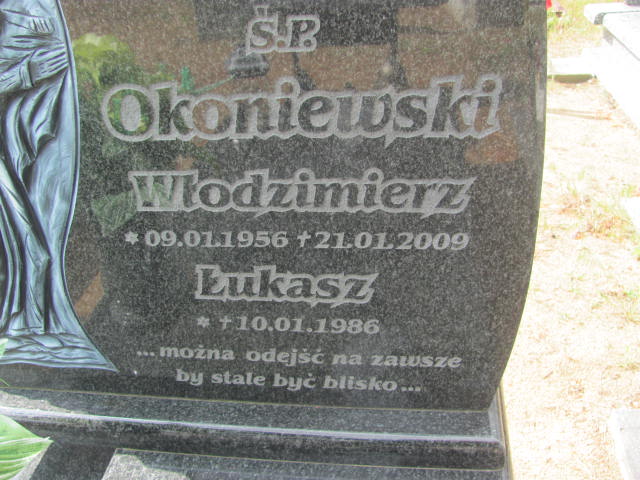 Ś.P.
Okoniewski
Włodzimierz
* 09.01.1956 † 21.01.2009
Łukasz
* † 10.01.1986
...można odejść na zawsze
by stale być blisko...